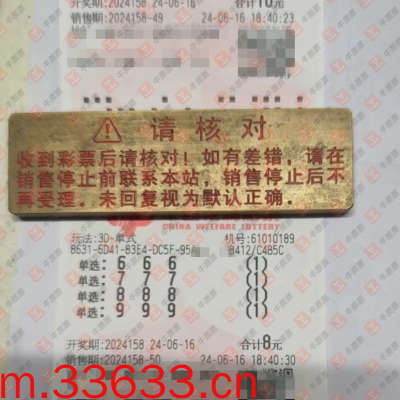 开奖期:2024158 24-06-16 合计10元
销售期:2024158-49 24-06-16 18:40:23
请核对
收到彩票后请核对！如有差错，请在
销售停止前联系本站，销售停止后不
再受理．未回复视为默认正确．
CHINA WELFARE LOTTERY
玩法:3D-单式 机号:61010189
B631-6D41-B3E4-DC5F-95 B412/C4B5C
单选: 6 6 6 (1)
单选: 7 7 7 (1)
单选: 8 8 8 (1)
单选: 9 9 9 (1)
开奖期:2024158 24-06-16 合计8元
销售期:2024158-50 24-06-16 18:40:30
m.33633.cn